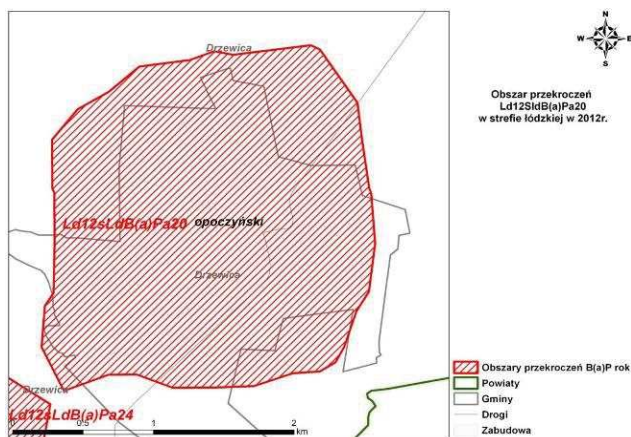 Drzewica
N
W E
S
Obszar przekroczeń
Ld12SldB(a)Pa20
w strefie łódzkiej w 2012r.
Ld12sLdB(a)Pa20 opoczyński
Drzewica
Drzewica
Ld12sLdB(a)Pa24
0 0,5 1 2
km
Obszary przekroczeń B(a)P rok
Powiaty
Gminy
Drogi
Zabudowa